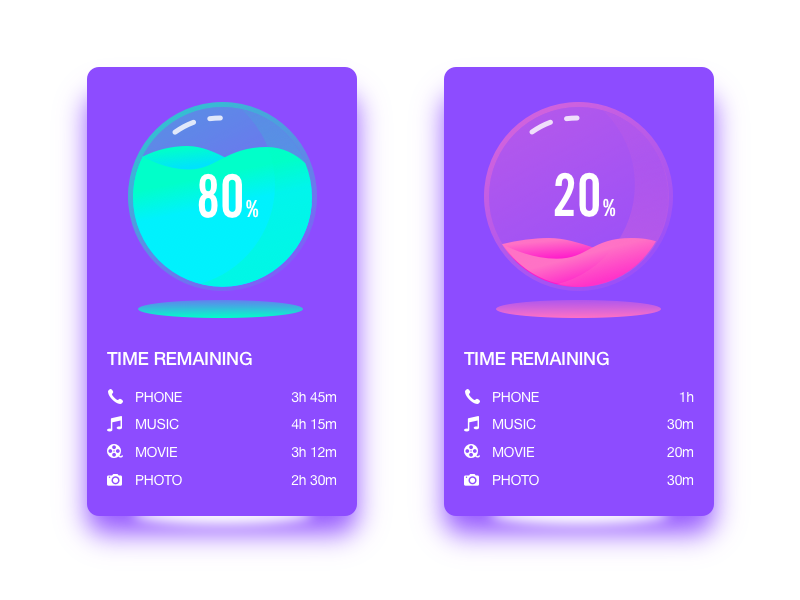 80%
TIME REMAINING
PHONE 3h 45m
MUSIC 4h 15m
MOVIE 3h 12m
PHOTO 2h 30m
20%
TIME REMAINING
PHONE 1h
MUSIC 30m
MOVIE 20m
PHOTO 30m